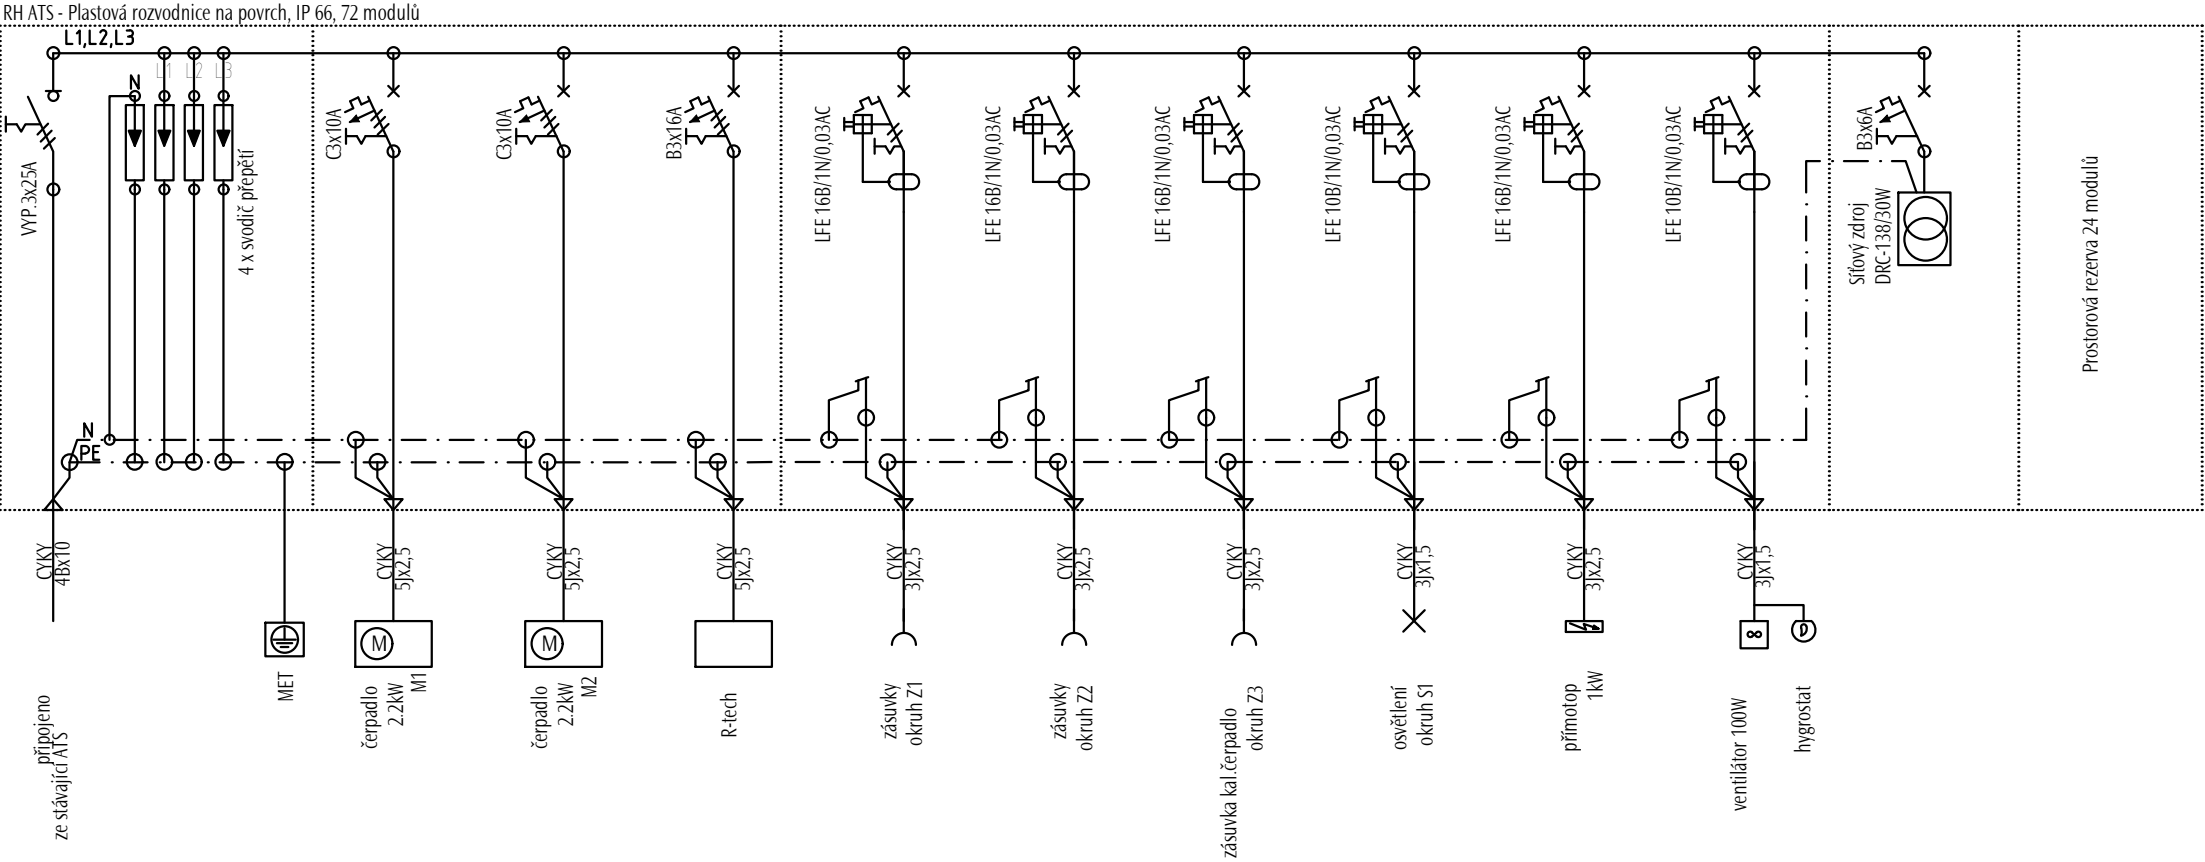 RH ATS - Plastová rozvodnice na povrch, IP 66, 72 modulů
L1,L2,L3
L1
L2
L3
N
VYP.3x25A
4 x svodič přepětí
C3x10A
C3x10A
B3x16A
LFE 16B/1N/0,03AC
LFE 16B/1N/0,03AC
LFE 16B/1N/0,03AC
LFE 10B/1N/0,03AC
LFE 16B/1N/0,03AC
LFE 10B/1N/0,03AC
B3x6A
Síťový zdroj
DRC-138/30W
Prostorová rezerva 24 modulů
N
PE
CYKY
4Bx10
CYKY
5Jx2,5
CYKY
5Jx2,5
CYKY
5Jx2,5
CYKY
3Jx2,5
CYKY
3Jx2,5
CYKY
3Jx2,5
CYKY
3Jx1,5
CYKY
3Jx2,5
CYKY
3Jx1,5
M
M
připojeno
ze stávající ATS
MET
čerpadlo
2.2kW
M1
čerpadlo
2.2kW
M2
R-tech
zásuvky
okruh Z1
zásuvky
okruh Z2
zásuvka kal.čerpadlo
okruh Z3
osvětlení
okruh S1
přímotop
1kW
ventilátor 100W
hygrostat